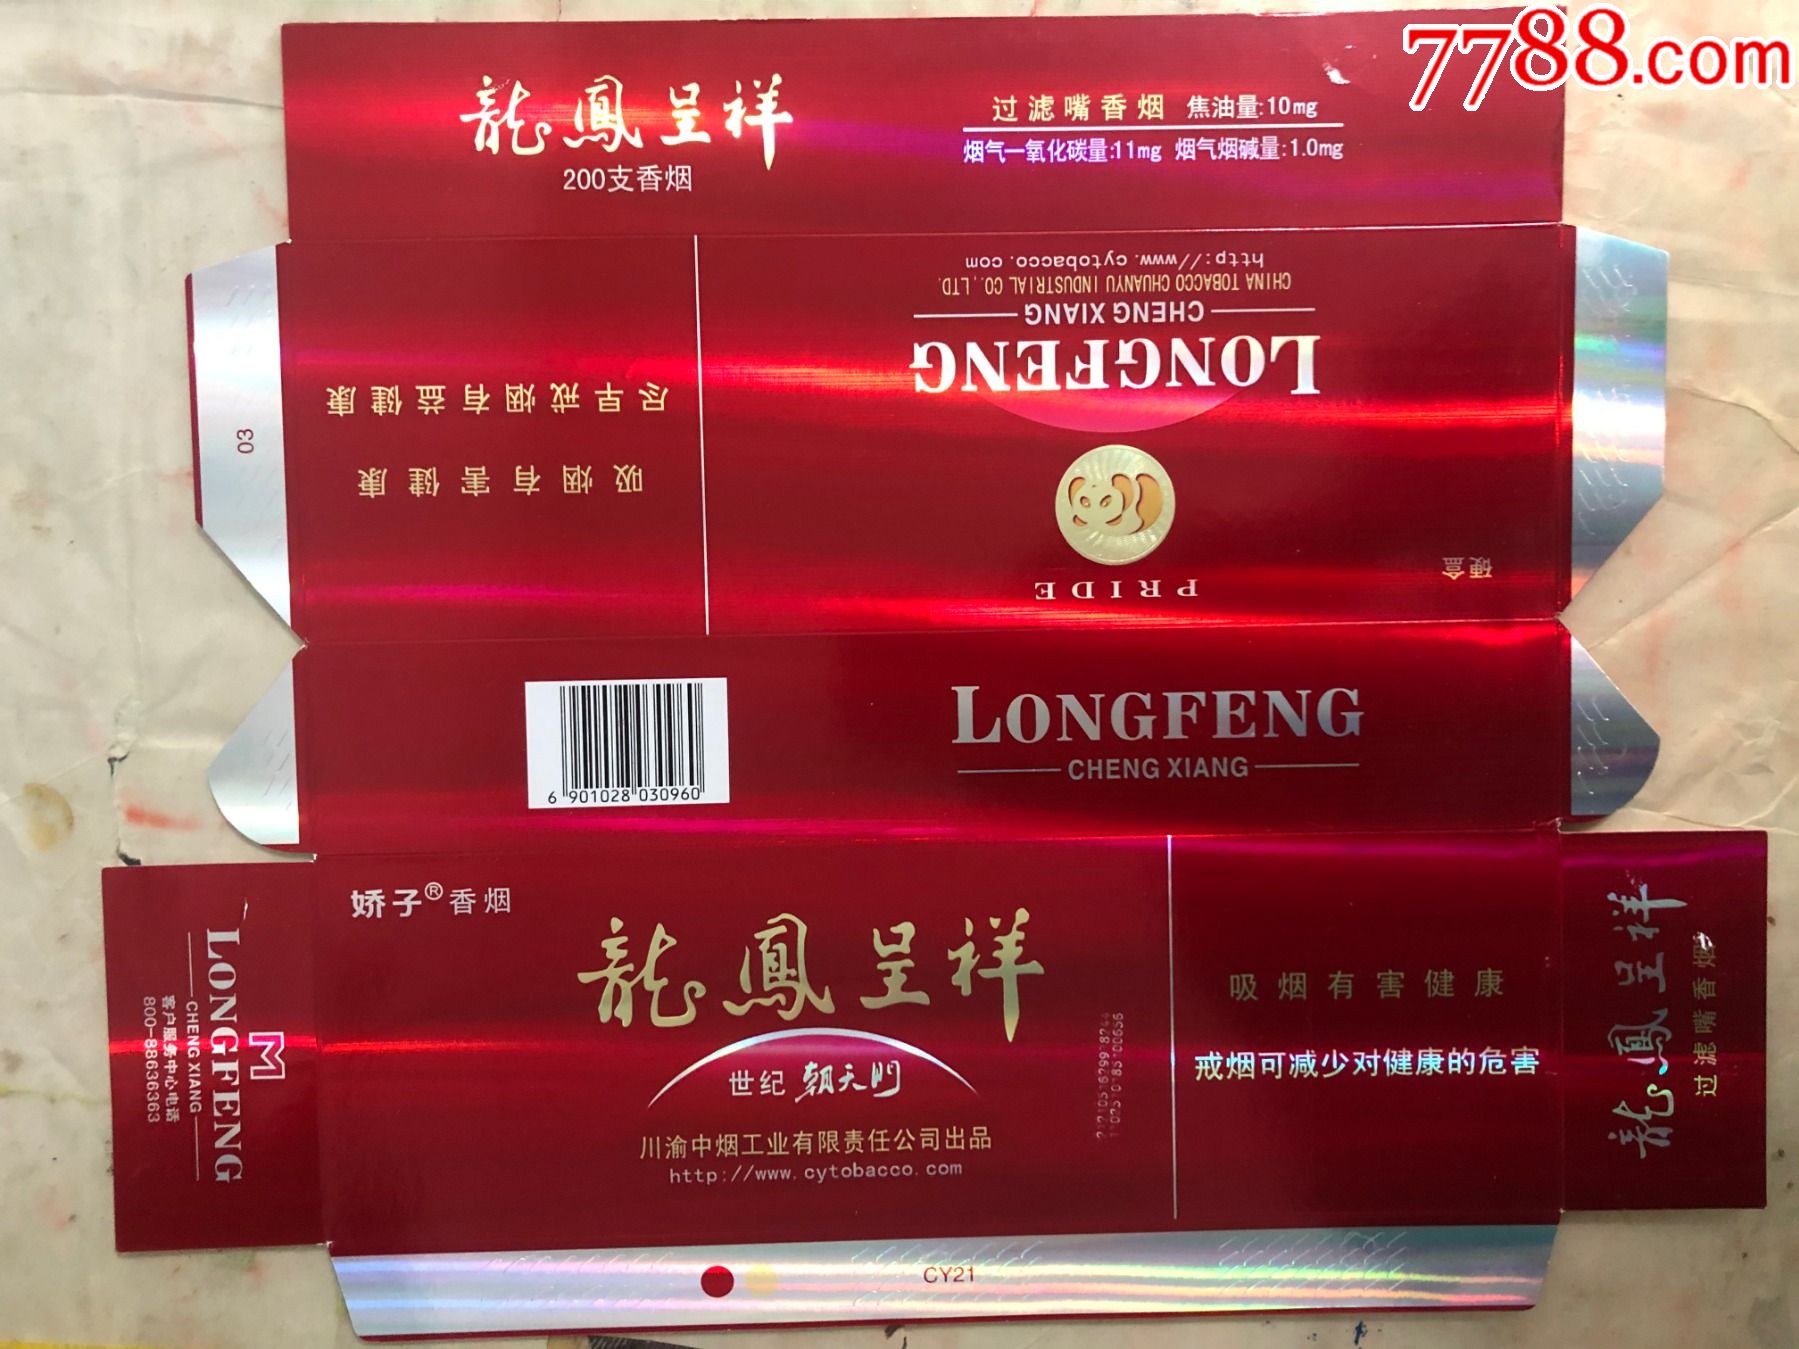 7788.com
龍鳳呈祥
200支香烟
过滤嘴香烟 焦油量:10mg
烟气一氧化碳量:11mg 烟气烟碱量:1.0mg
http://www.cytobacco.com
CHINA TOBACCO CHUANYU INDUSTRIAL CO., LTD.
CHENG XIANG
LONGFENG
PRIDE
硬盒
吸烟有害健康
尽早戒烟有益健康
03
LONGFENG
CHENG XIANG
6 901028 030960
娇子®香烟
龍鳳呈祥
世纪 朝天門
川渝中烟工业有限责任公司出品
http://www.cytobacco.com
吸烟有害健康
戒烟可减少对健康的危害
LONGFENG
CHENG XIANG
客户服务中心电话
800-88636363
龍鳳呈祥
过滤嘴香烟
CY21